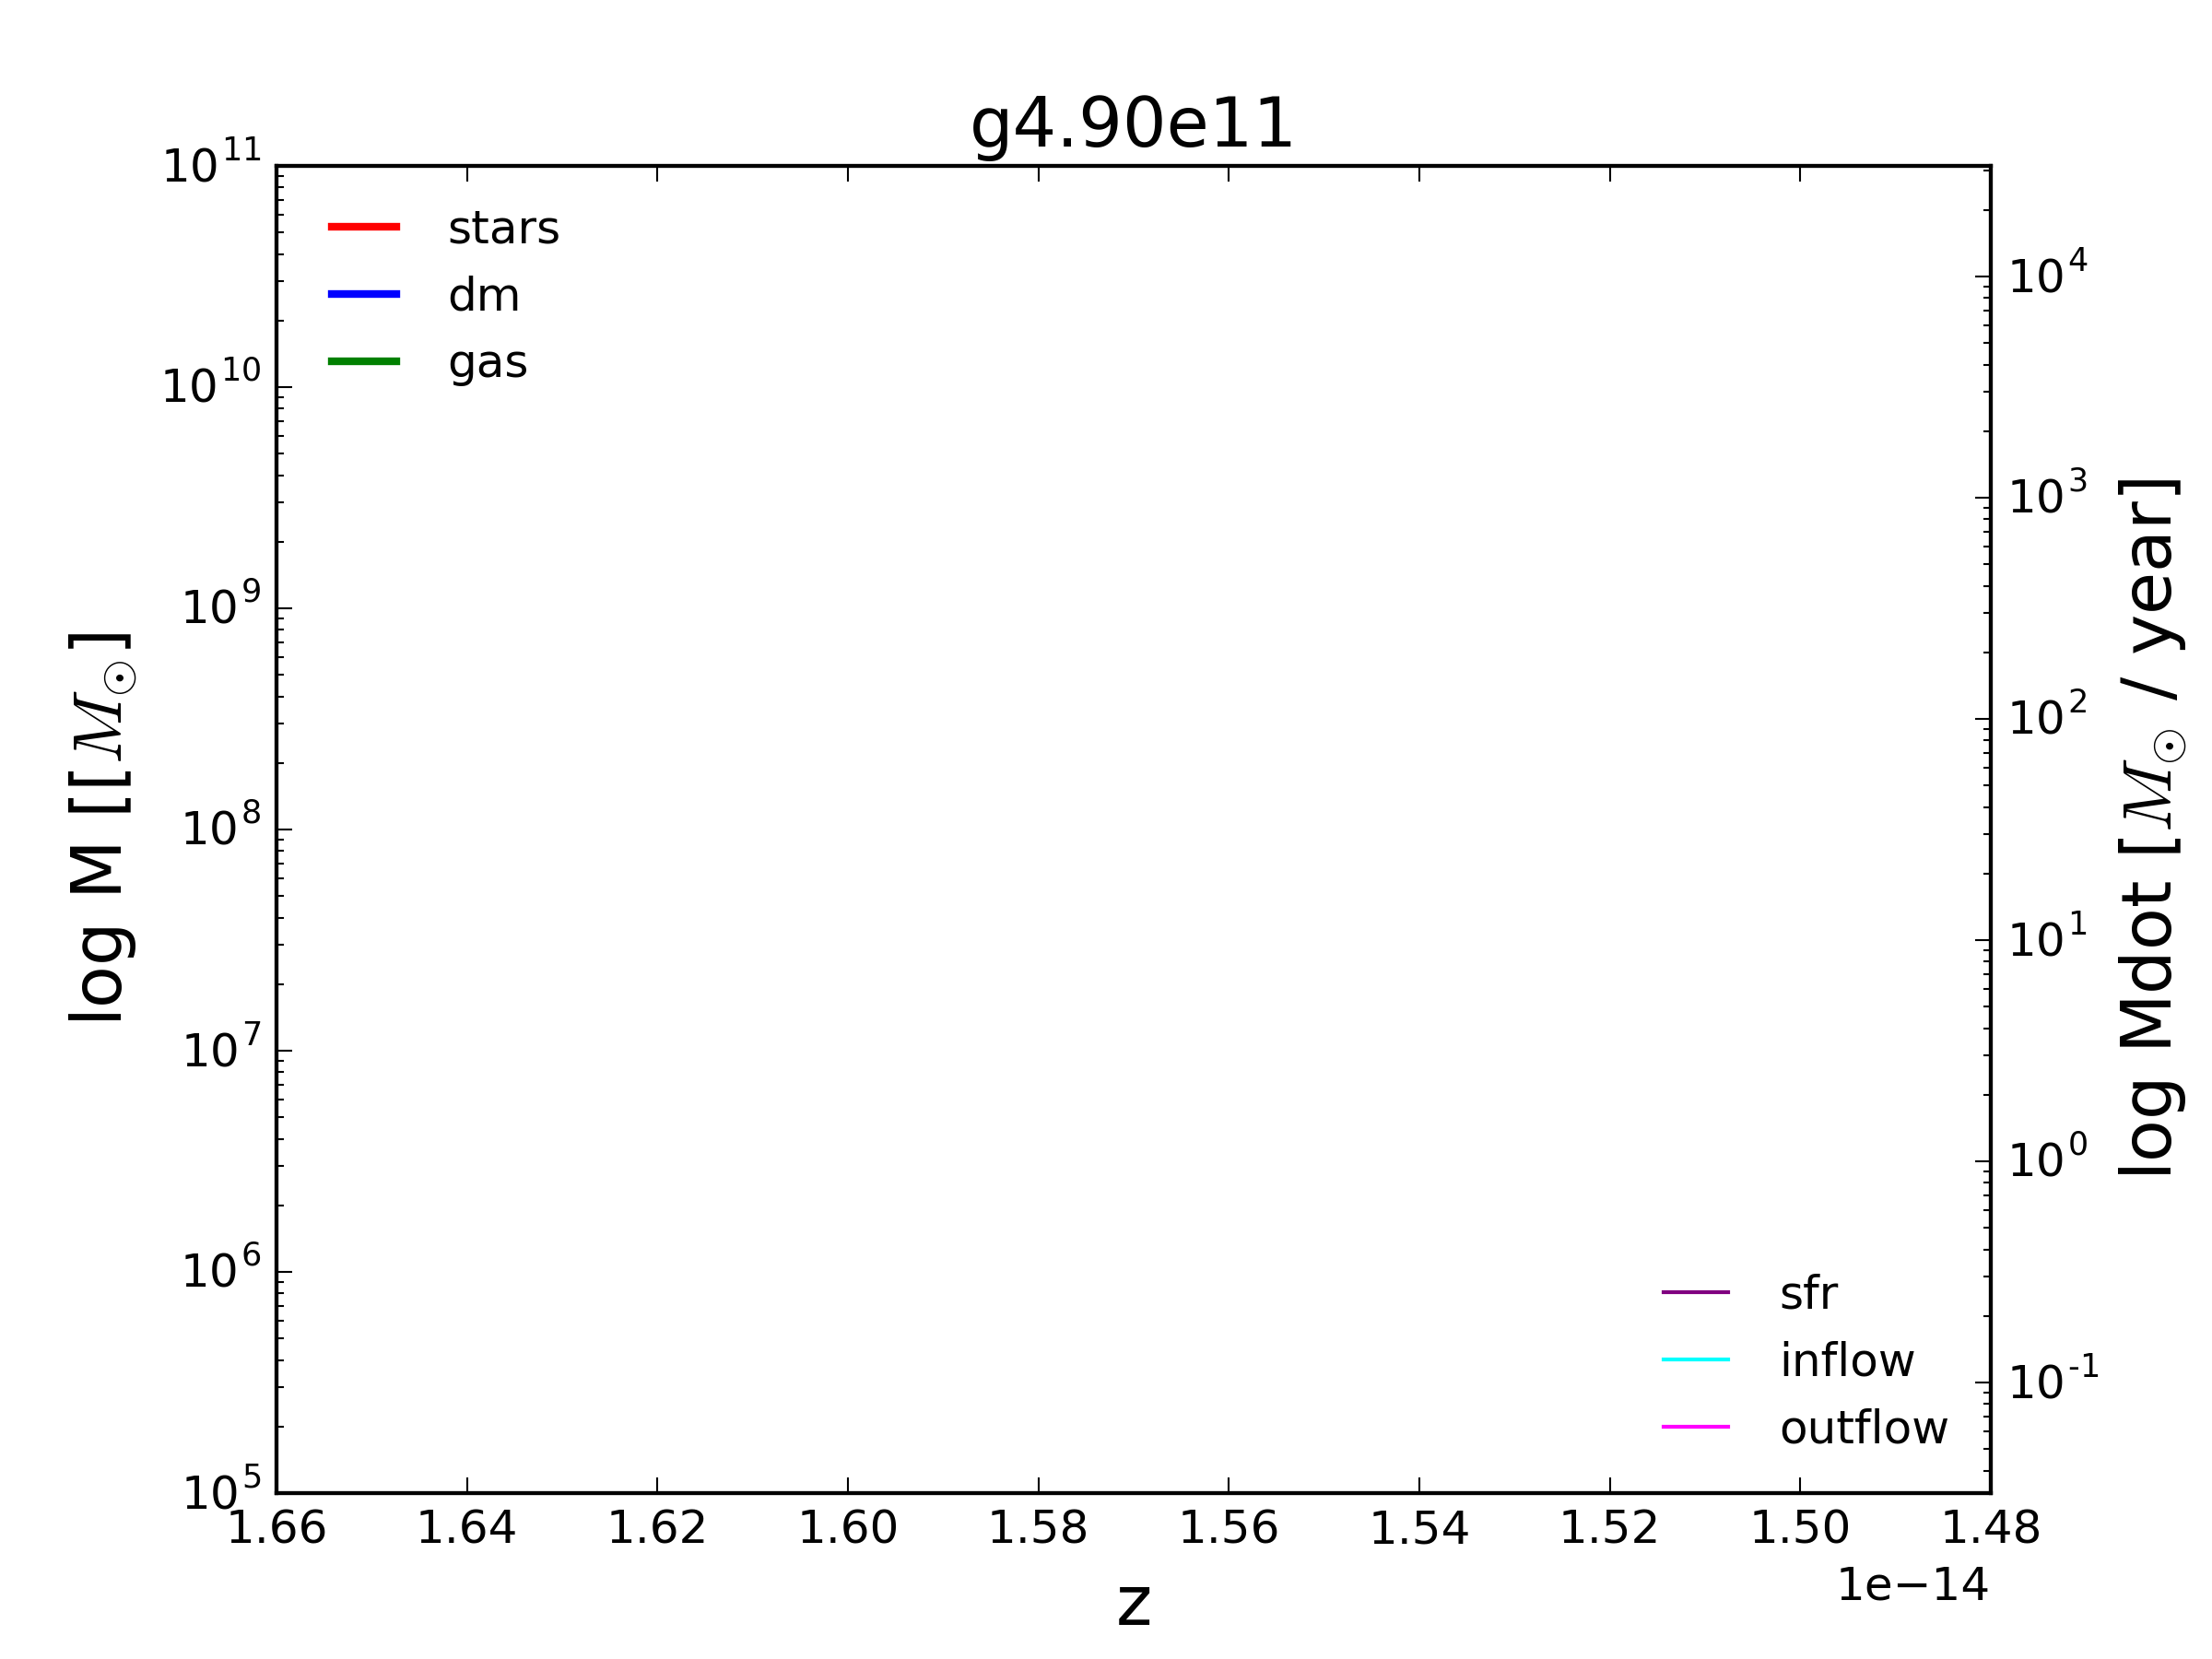 g4.90e11
10^11
10^10
10^9
10^8
10^7
10^6
10^5
log M [[M⊙]
stars
dm
gas
10^4
10^3
10^2
10^1
10^0
10^-1
log Mdot [M⊙ / year]
sfr
inflow
outflow
1.66 1.64 1.62 1.60 1.58 1.56 1.54 1.52 1.50 1.48
1e−14
z